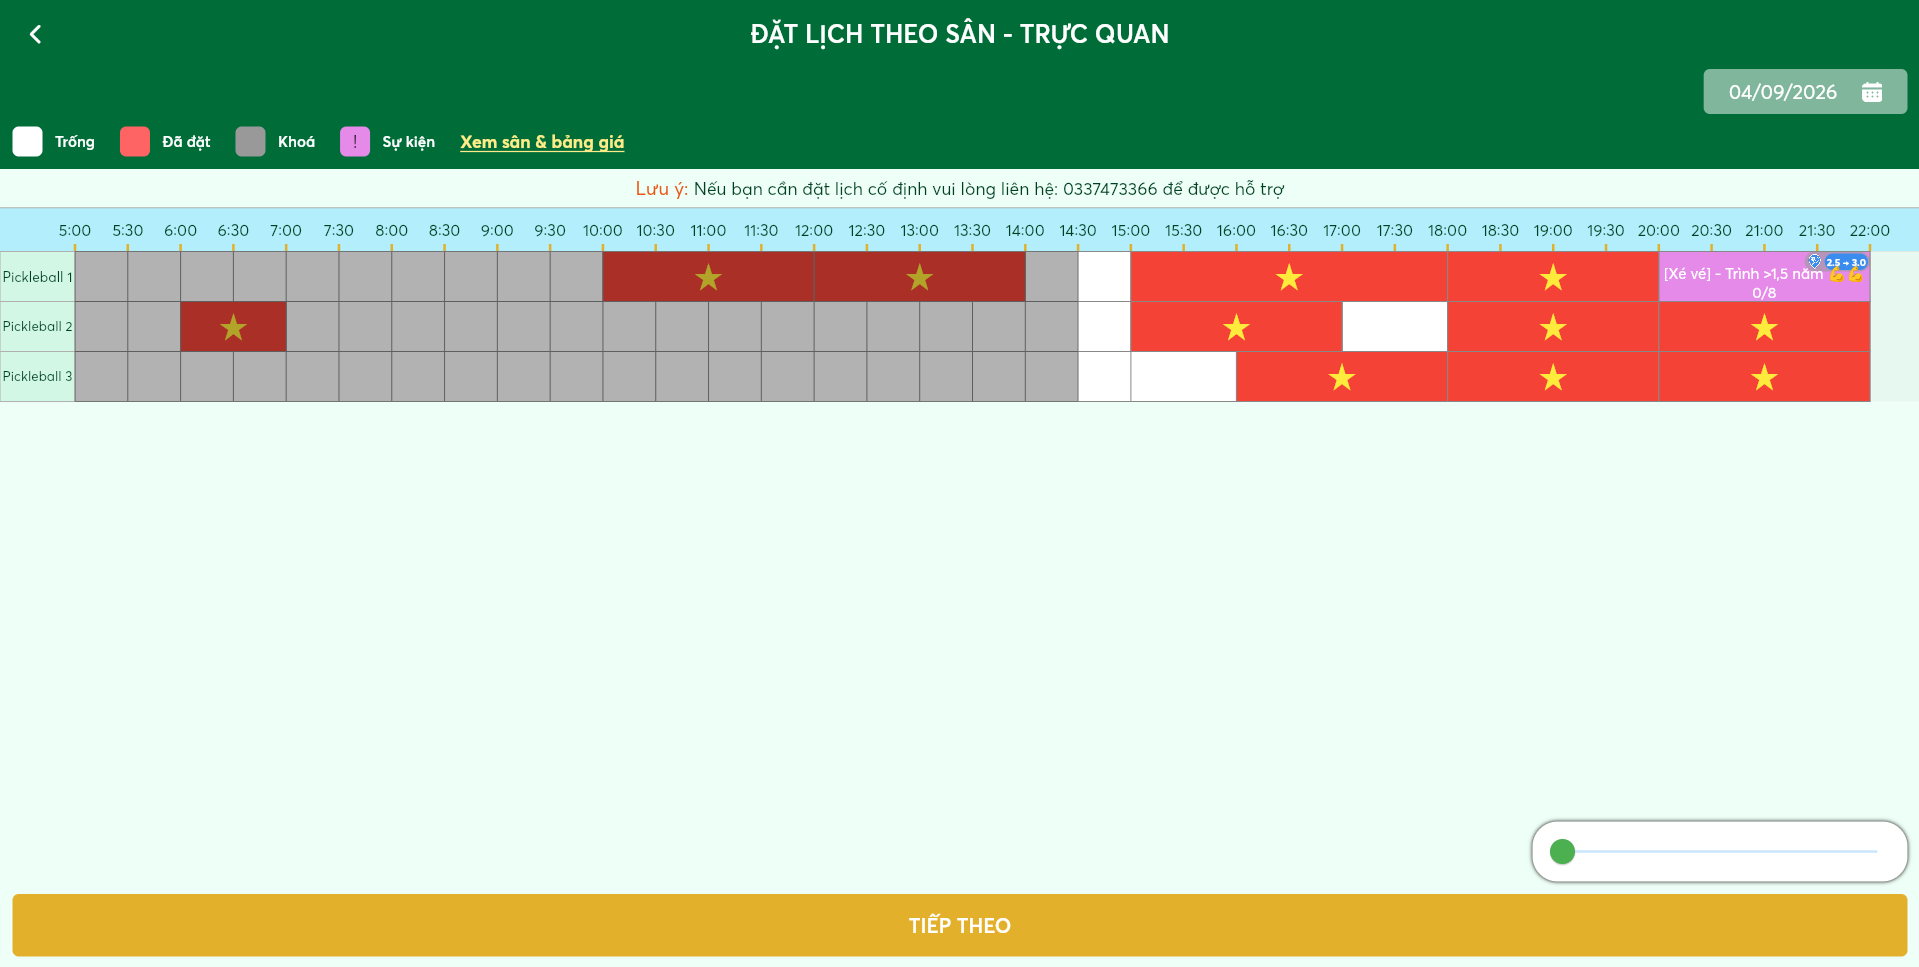 ĐẶT LỊCH THEO SÂN - TRỰC QUAN
04/09/2026
Trống Đã đặt Khoá ! Sự kiện Xem sân & bảng giá
Lưu ý: Nếu bạn cần đặt lịch cố định vui lòng liên hệ: 0337473366 để được hỗ trợ
5:00 5:30 6:00 6:30 7:00 7:30 8:00 8:30 9:00 9:30 10:00 10:30 11:00 11:30 12:00 12:30 13:00 13:30 14:00 14:30 15:00 15:30 16:00 16:30 17:00 17:30 18:00 18:30 19:00 19:30 20:00 20:30 21:00 21:30 22:00
2.5 → 3.0
Pickleball 1 [Xé vé] - Trình >1,5 năm 💪💪
0/8
Pickleball 2
Pickleball 3
TIẾP THEO